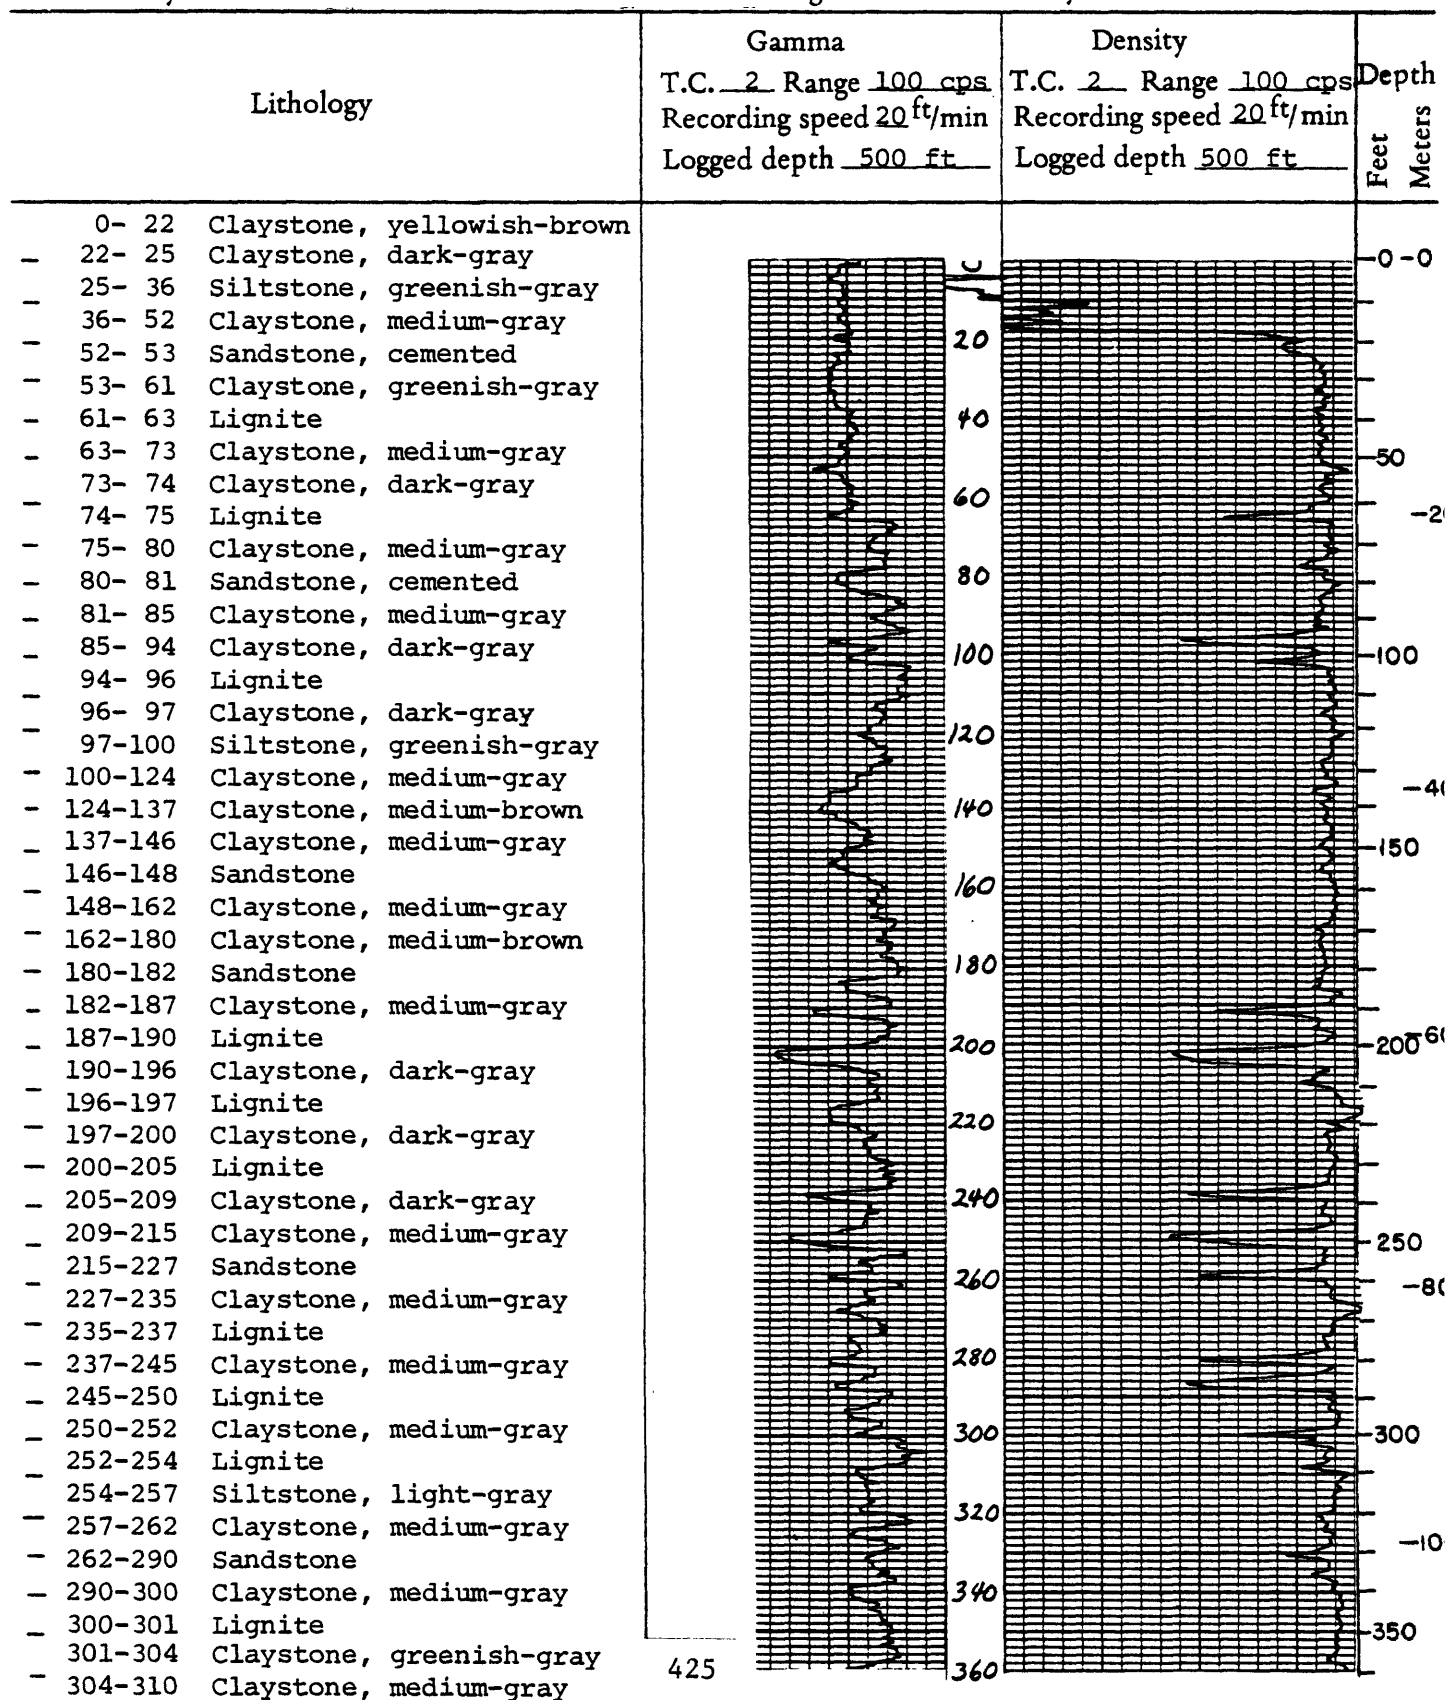 Lithology
Gamma
T.C. 2 Range 100 cps
Recording speed 20 ft/min
Logged depth 500 ft
Density
T.C. 2 Range 100 cps
Recording speed 20 ft/min
Logged depth 500 ft
Depth
Feet
Meters
0- 22 Claystone, yellowish-brown
22- 25 Claystone, dark-gray
25- 36 Siltstone, greenish-gray
36- 52 Claystone, medium-gray
52- 53 Sandstone, cemented
53- 61 Claystone, greenish-gray
61- 63 Lignite
63- 73 Claystone, medium-gray
73- 74 Claystone, dark-gray
74- 75 Lignite
75- 80 Claystone, medium-gray
80- 81 Sandstone, cemented
81- 85 Claystone, medium-gray
85- 94 Claystone, dark-gray
94- 96 Lignite
96- 97 Claystone, dark-gray
97-100 Siltstone, greenish-gray
100-124 Claystone, medium-gray
124-137 Claystone, medium-brown
137-146 Claystone, medium-gray
146-148 Sandstone
148-162 Claystone, medium-gray
162-180 Claystone, medium-brown
180-182 Sandstone
182-187 Claystone, medium-gray
187-190 Lignite
190-196 Claystone, dark-gray
196-197 Lignite
197-200 Claystone, dark-gray
200-205 Lignite
205-209 Claystone, dark-gray
209-215 Claystone, medium-gray
215-227 Sandstone
227-235 Claystone, medium-gray
235-237 Lignite
237-245 Claystone, medium-gray
245-250 Lignite
250-252 Claystone, medium-gray
252-254 Lignite
254-257 Siltstone, light-gray
257-262 Claystone, medium-gray
262-290 Sandstone
290-300 Claystone, medium-gray
300-301 Lignite
301-304 Claystone, greenish-gray
304-310 Claystone, medium-gray
425
20
40
60
80
100
120
140
160
180
200
220
240
260
280
300
320
340
360
0 -0
50
100
150
200
250
300
350